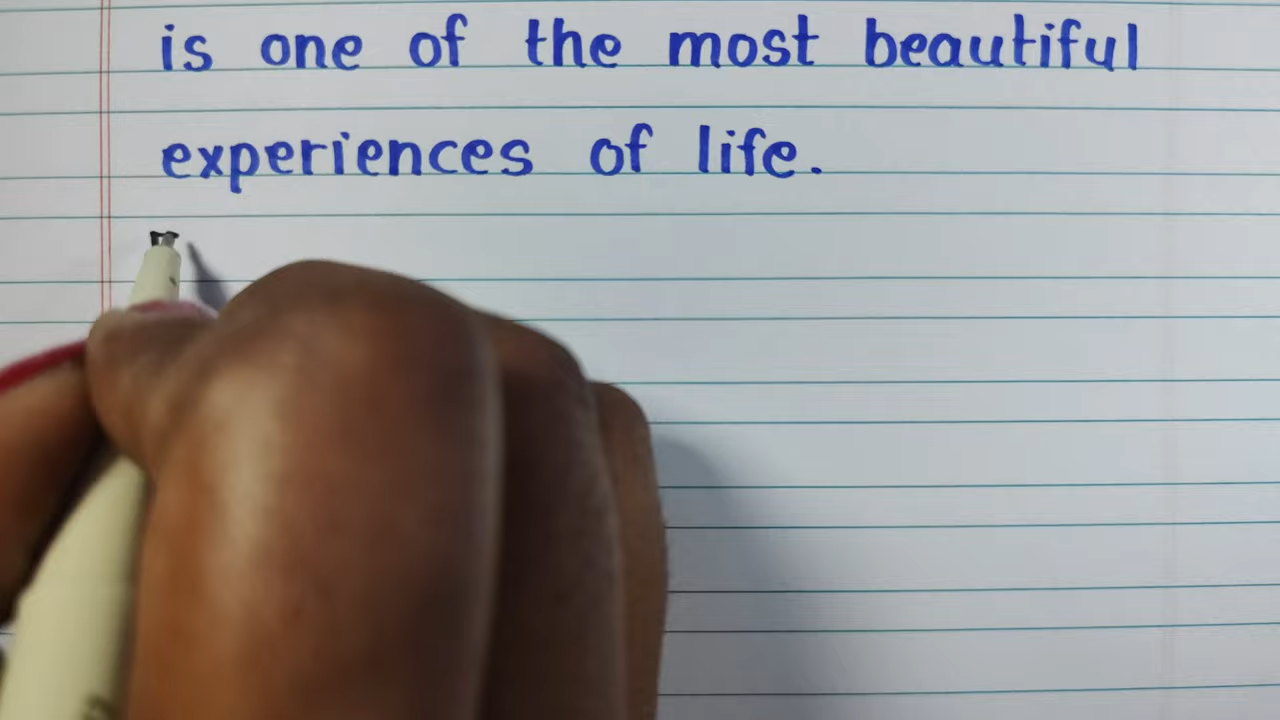 is one of the most beautiful
experiences of life.